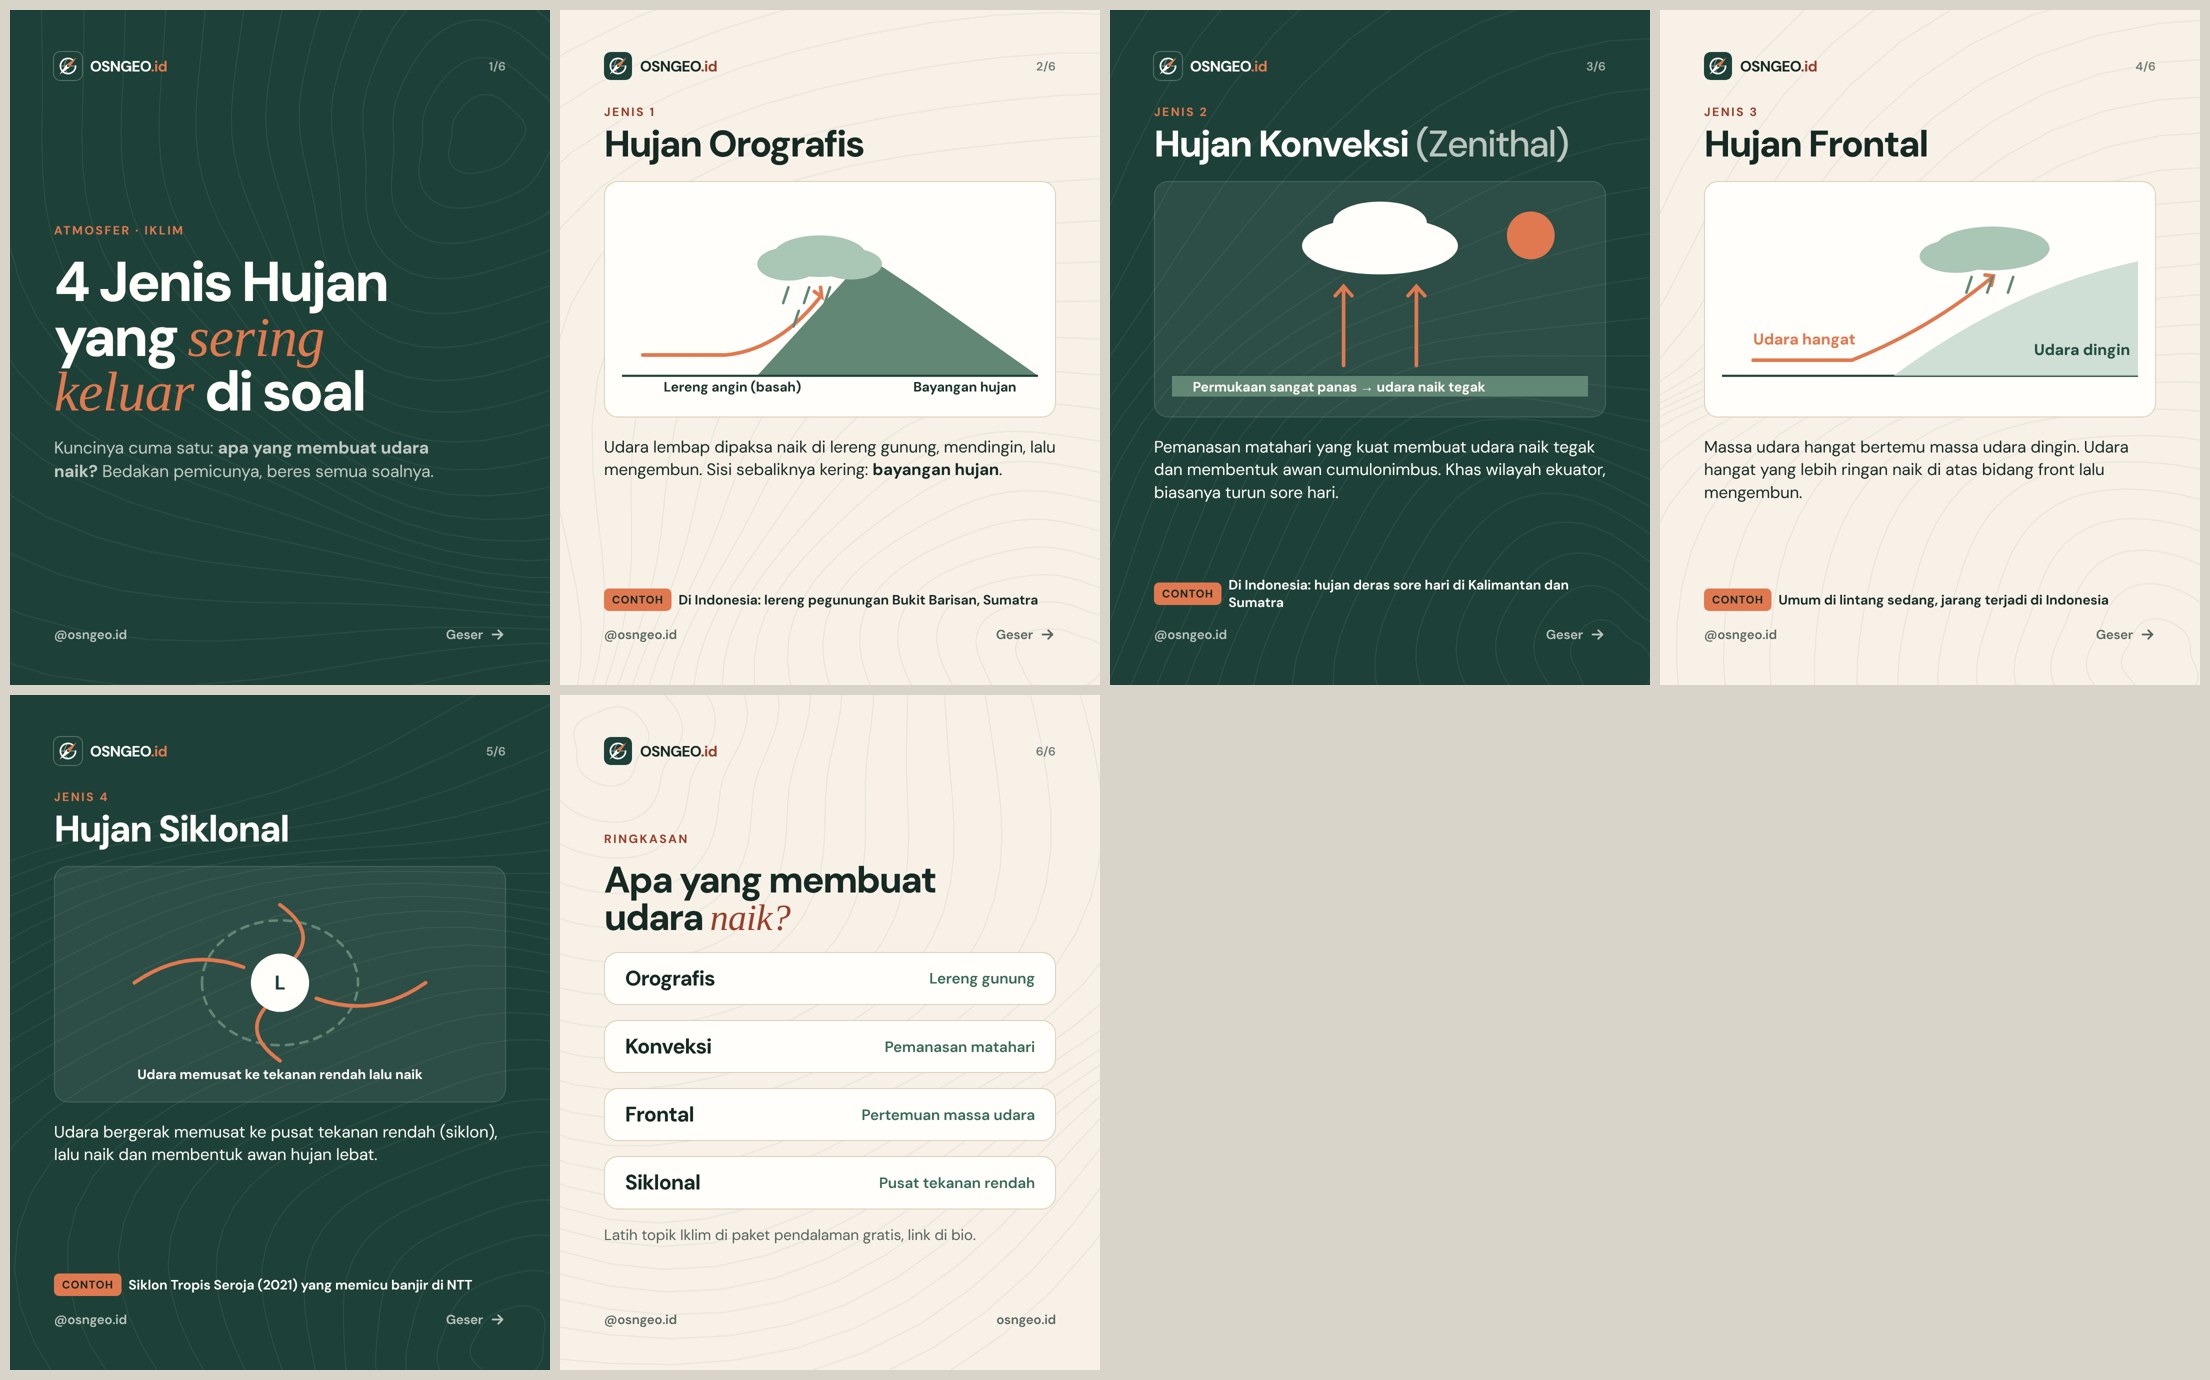 OSNGEO.id
1/6
ATMOSFER · IKLIM
4 Jenis Hujan
yang sering
keluar di soal
Kuncinya cuma satu: apa yang membuat udara
naik? Bedakan pemicunya, beres semua soalnya.
@osngeo.id
Geser →
OSNGEO.id
2/6
JENIS 1
Hujan Orografis
Lereng angin (basah)
Bayangan hujan
Udara lembap dipaksa naik di lereng gunung, mendingin, lalu
mengembun. Sisi sebaliknya kering: bayangan hujan.
CONTOH Di Indonesia: lereng pegunungan Bukit Barisan, Sumatra
@osngeo.id
Geser →
OSNGEO.id
3/6
JENIS 2
Hujan Konveksi (Zenithal)
Permukaan sangat panas → udara naik tegak
Pemanasan matahari yang kuat membuat udara naik tegak
dan membentuk awan cumulonimbus. Khas wilayah ekuator,
biasanya turun sore hari.
CONTOH Di Indonesia: hujan deras sore hari di Kalimantan dan
Sumatra
@osngeo.id
Geser →
OSNGEO.id
4/6
JENIS 3
Hujan Frontal
Udara hangat
Udara dingin
Massa udara hangat bertemu massa udara dingin. Udara
hangat yang lebih ringan naik di atas bidang front lalu
mengembun.
CONTOH Umum di lintang sedang, jarang terjadi di Indonesia
@osngeo.id
Geser →
OSNGEO.id
5/6
JENIS 4
Hujan Siklonal
L
Udara memusat ke tekanan rendah lalu naik
Udara bergerak memusat ke pusat tekanan rendah (siklon),
lalu naik dan membentuk awan hujan lebat.
CONTOH Siklon Tropis Seroja (2021) yang memicu banjir di NTT
@osngeo.id
Geser →
OSNGEO.id
6/6
RINGKASAN
Apa yang membuat
udara naik?
Orografis
Lereng gunung
Konveksi
Pemanasan matahari
Frontal
Pertemuan massa udara
Siklonal
Pusat tekanan rendah
Latih topik Iklim di paket pendalaman gratis, link di bio.
@osngeo.id
osngeo.id